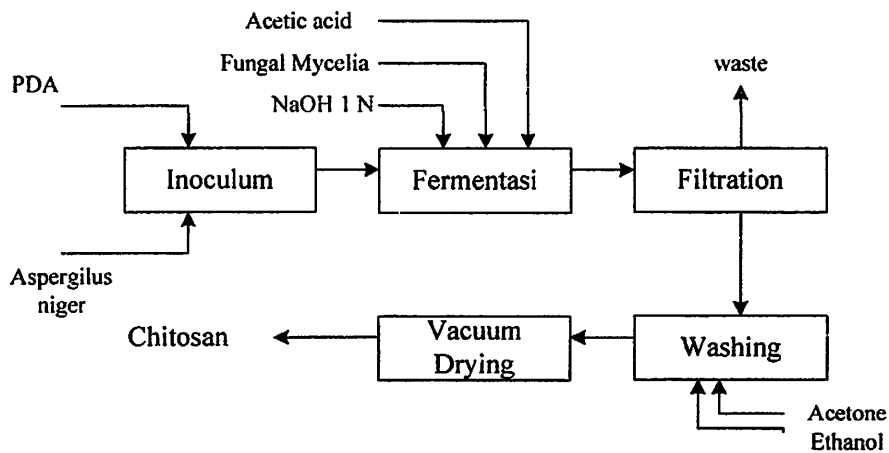 Acetic acid
Fungal Mycelia
NaOH 1 N
PDA
waste
Inoculum
Fermentasi
Filtration
Aspergilus
niger
Chitosan
Vacuum
Drying
Washing
Acetone
Ethanol